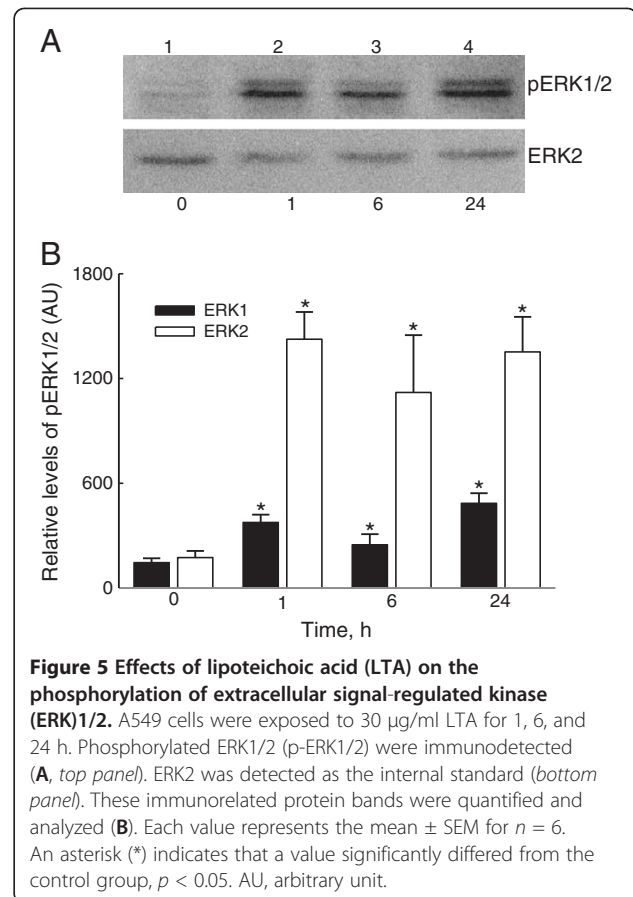 A
1 2 3 4
pERK1/2
ERK2
0 1 6 24
B
Relative levels of pERK1/2 (AU)
1800
1200
600
0
ERK1
ERK2
* * * * * *
0 1 6 24
Time, h
Figure 5 Effects of lipoteichoic acid (LTA) on the
phosphorylation of extracellular signal-regulated kinase
(ERK)1/2. A549 cells were exposed to 30 μg/ml LTA for 1, 6, and
24 h. Phosphorylated ERK1/2 (p-ERK1/2) were immunodetected
(A, top panel). ERK2 was detected as the internal standard (bottom
panel). These immunorelated protein bands were quantified and
analyzed (B). Each value represents the mean ± SEM for n = 6.
An asterisk (*) indicates that a value significantly differed from the
control group, p < 0.05. AU, arbitrary unit.